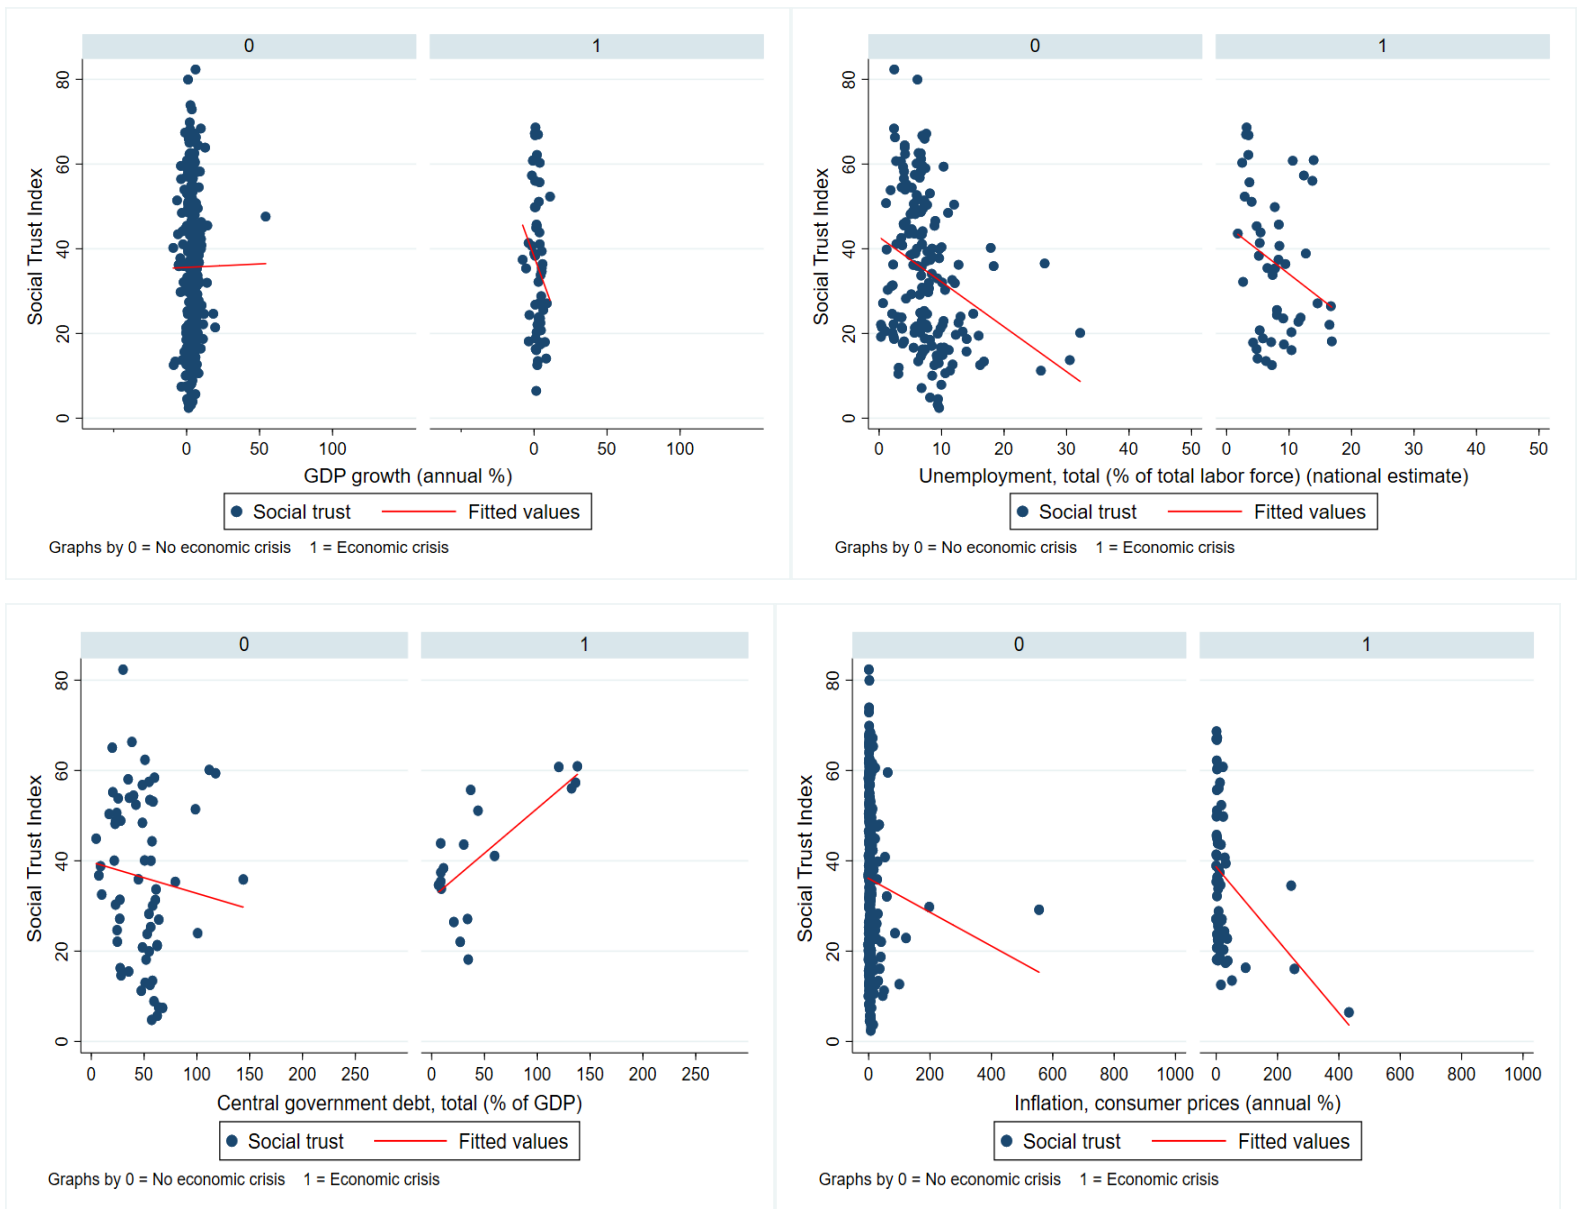 0 1
Social Trust Index
80
60
40
20
0
0 50 100 0 50 100
GDP growth (annual %)
Social trust Fitted values
Graphs by 0 = No economic crisis 1 = Economic crisis
0 1
Social Trust Index
80
60
40
20
0
0 10 20 30 40 50 0 10 20 30 40 50
Unemployment, total (% of total labor force) (national estimate)
Social trust Fitted values
Graphs by 0 = No economic crisis 1 = Economic crisis
0 1
Social Trust Index
80
60
40
20
0
0 50 100 150 200 250 0 50 100 150 200 250
Central government debt, total (% of GDP)
Social trust Fitted values
Graphs by 0 = No economic crisis 1 = Economic crisis
0 1
Social Trust Index
80
60
40
20
0
0 200 400 600 800 1000 0 200 400 600 800 1000
Inflation, consumer prices (annual %)
Social trust Fitted values
Graphs by 0 = No economic crisis 1 = Economic crisis